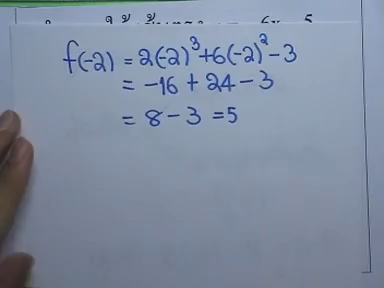 f(-2) = 2(-2)³+6(-2)²-3
= -16 + 24 - 3
= 8 - 3 = 5